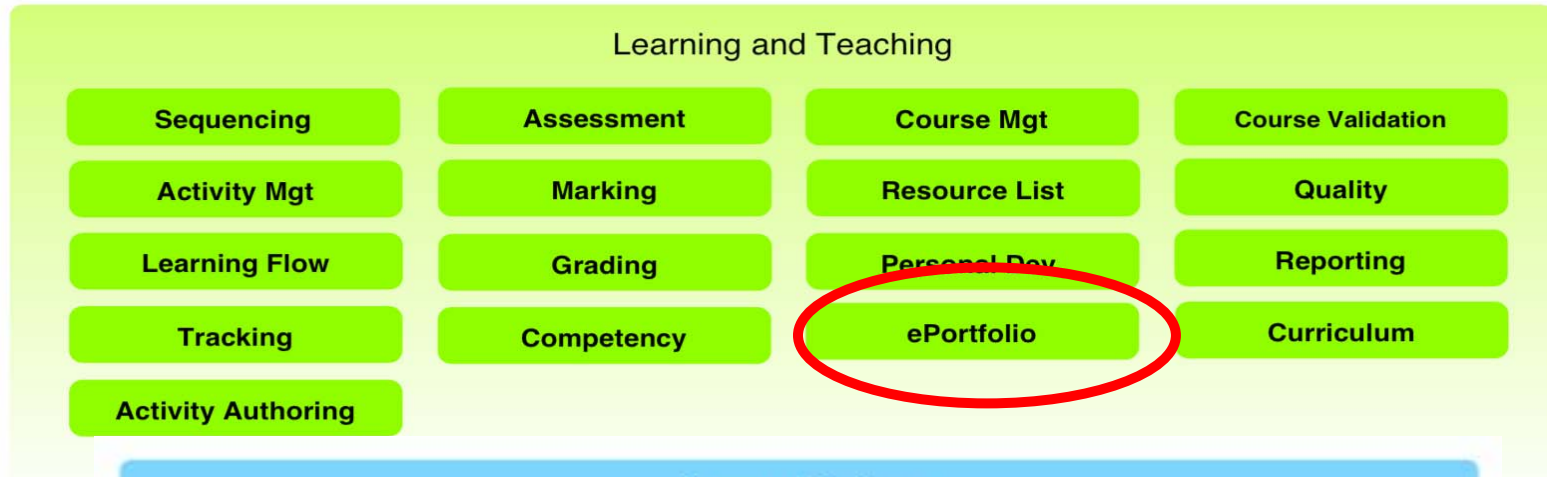 Learning and Teaching
Sequencing Assessment Course Mgt Course Validation
Activity Mgt Marking Resource List Quality
Learning Flow Grading Personal Dev Reporting
Tracking Competency ePortfolio Curriculum
Activity Authoring